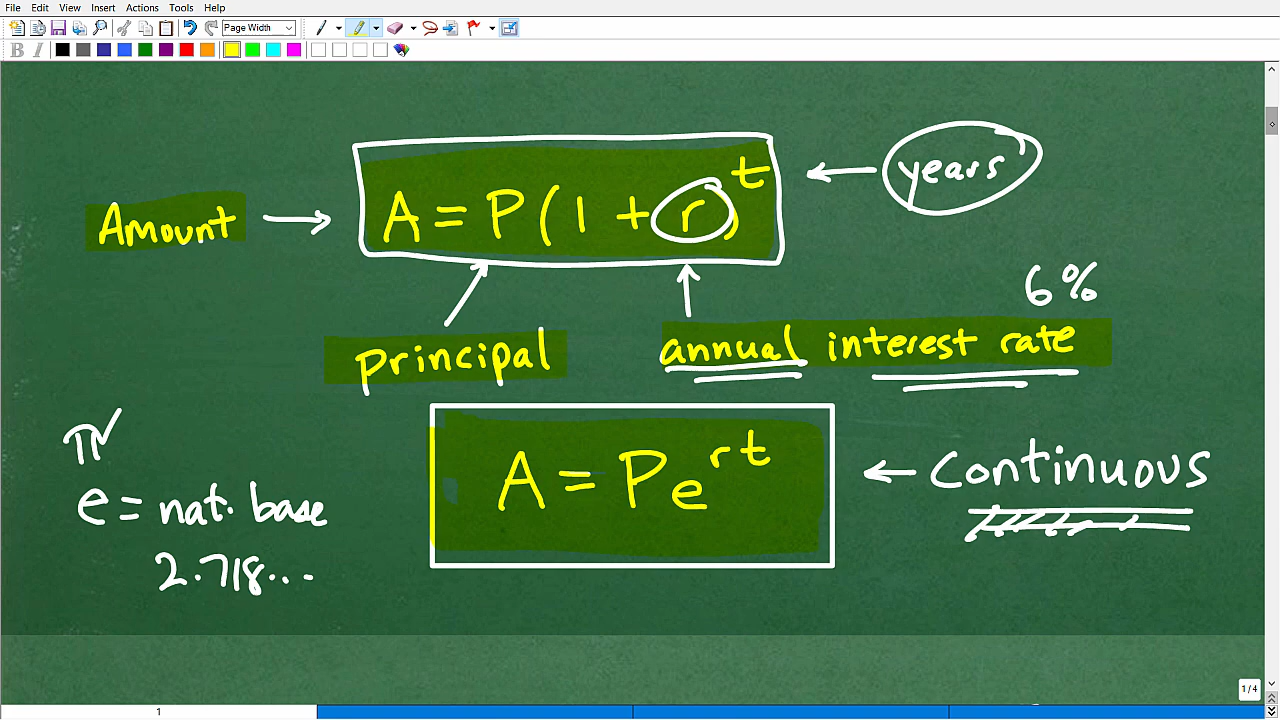 File Edit View Insert Actions Tools Help
Page Width
B I
years
Amount → A = P(1 + r)^t ←
6%
principal annual interest rate
π
A = Pe^rt ← Continuous
e = nat. base
2.718...
1/4
1